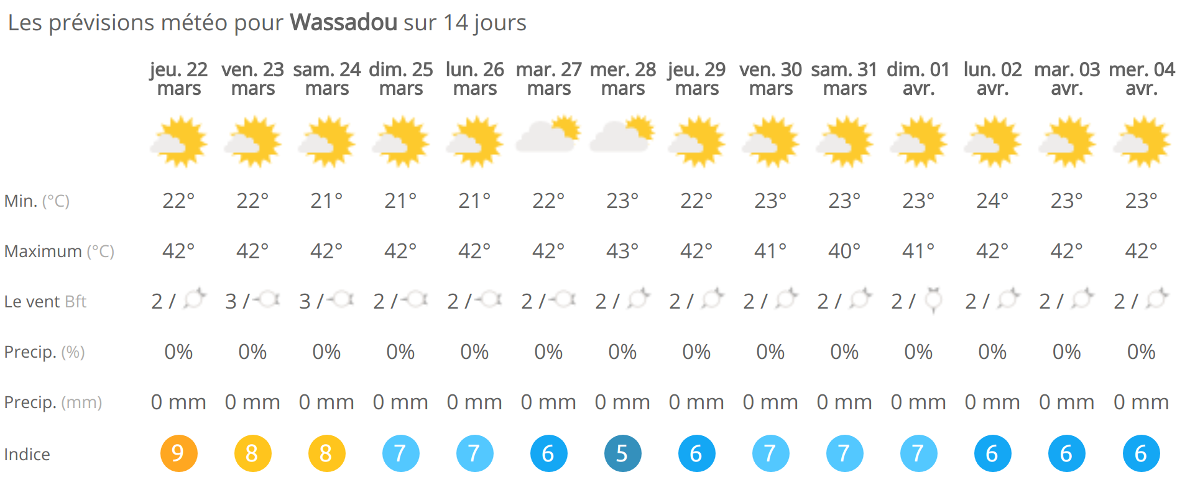 Les prévisions météo pour Wassadou sur 14 jours
jeu. 22 ven. 23 sam. 24 dim. 25 lun. 26 mar. 27 mer. 28 jeu. 29 ven. 30 sam. 31 dim. 01 lun. 02 mar. 03 mer. 04
mars mars mars mars mars mars mars mars mars mars avr. avr. avr. avr.
Min. (°C) 22° 22° 21° 21° 21° 22° 23° 22° 23° 23° 23° 24° 23° 23°
Maximum (°C) 42° 42° 42° 42° 42° 42° 43° 42° 41° 40° 41° 42° 42° 42°
Le vent Bft 2 / 3 / 3 / 2 / 2 / 2 / 2 / 2 / 2 / 2 / 2 / 2 / 2 / 2 /
Precip. (%) 0% 0% 0% 0% 0% 0% 0% 0% 0% 0% 0% 0% 0% 0%
Precip. (mm) 0 mm 0 mm 0 mm 0 mm 0 mm 0 mm 0 mm 0 mm 0 mm 0 mm 0 mm 0 mm 0 mm 0 mm
Indice 9 8 8 7 7 6 5 6 7 7 7 6 6 6